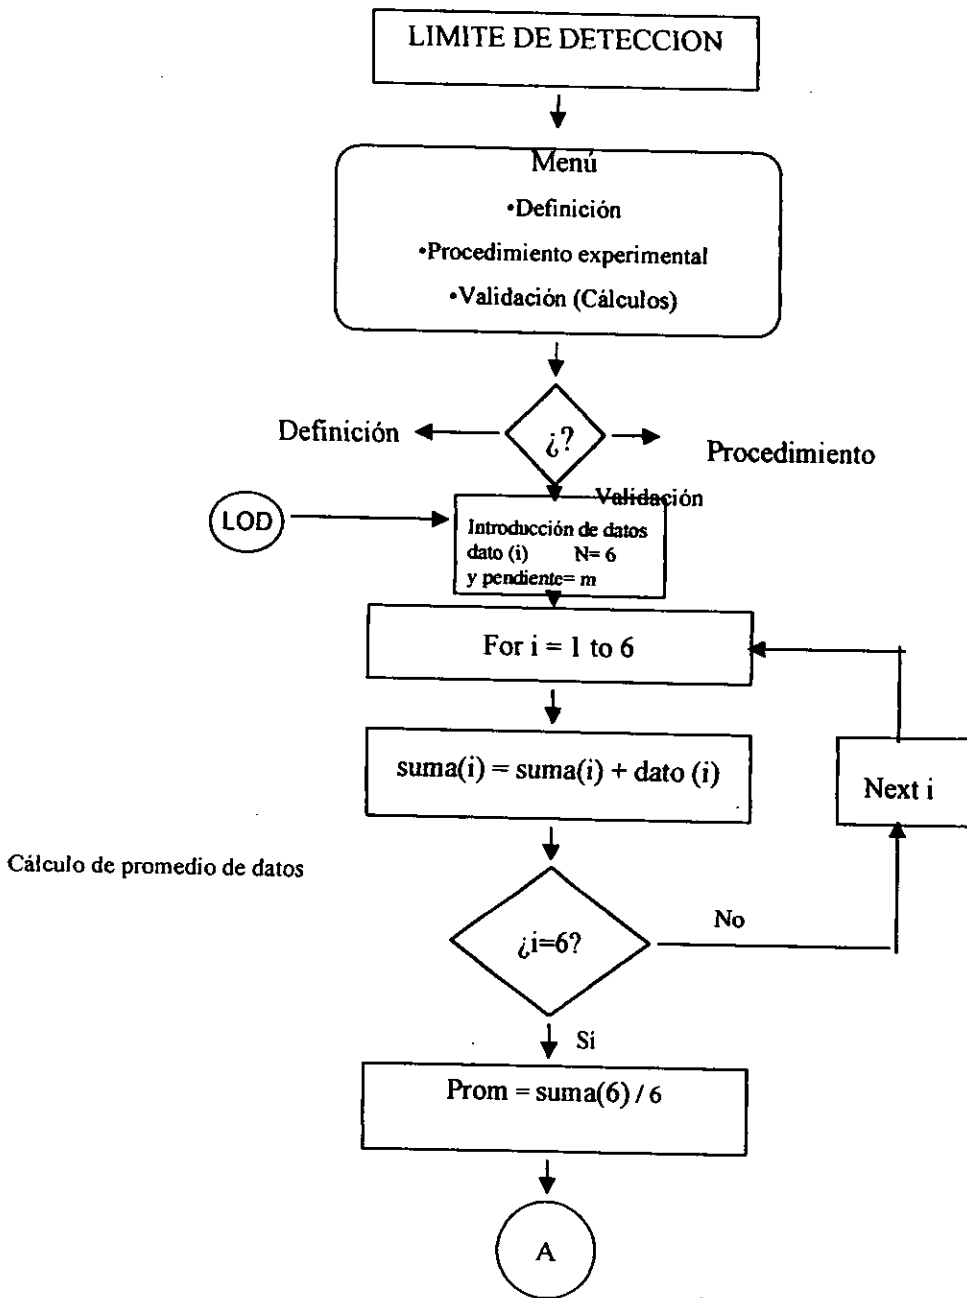 LIMITE DE DETECCION
Menú
•Definición
•Procedimiento experimental
•Validación (Cálculos)
Definición
¿?
Procedimiento
Validación
LOD
Introducción de datos
dato (i) N= 6
y pendiente= m
For i = 1 to 6
suma(i) = suma(i) + dato (i)
Next i
Cálculo de promedio de datos
¿i=6?
No
Si
Prom = suma(6) / 6
A